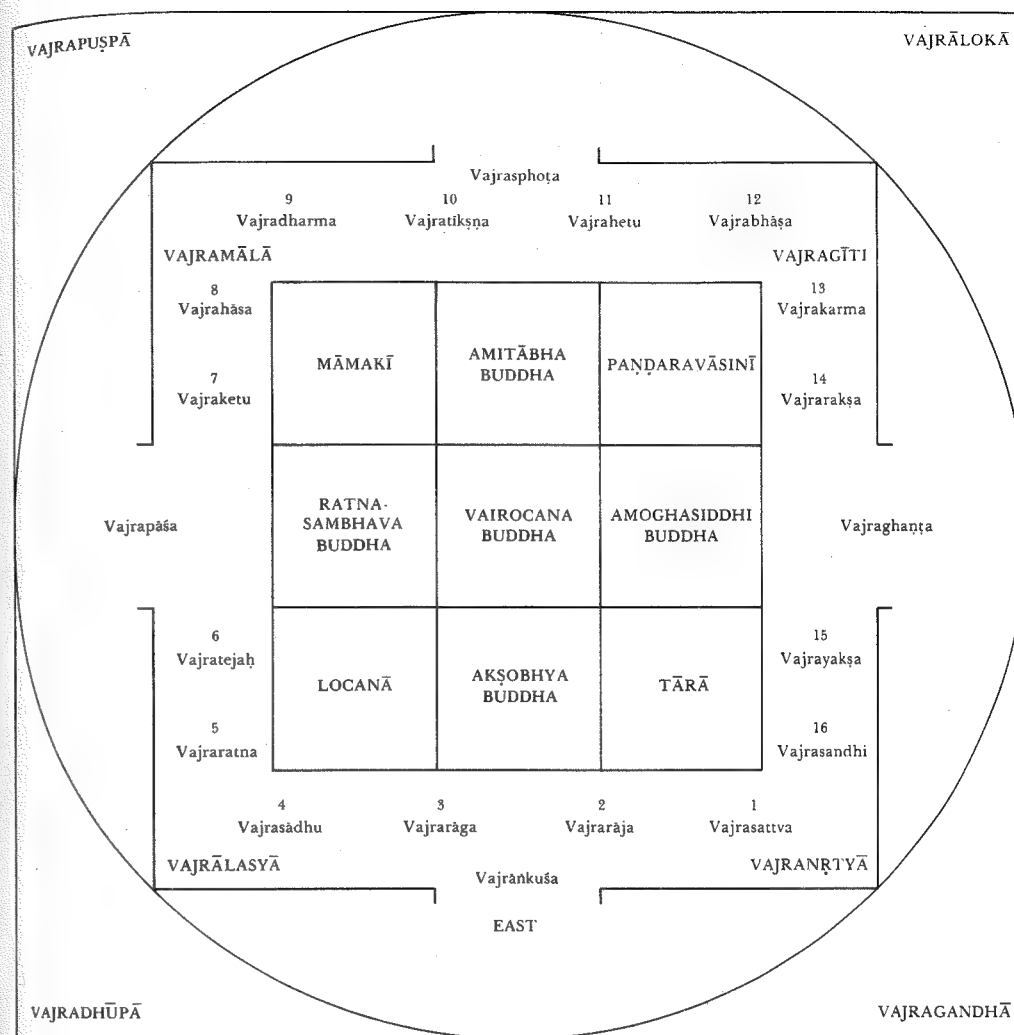 VAJRAPUṢPĀ
VAJRĀLOKĀ
Vajrasphoṭa
9
10
11
12
Vajradharma
Vajratīkṣṇa
Vajrahetu
Vajrabhāṣa
VAJRAMĀLĀ
VAJRAGĪTI
8
13
Vajrahāsa
Vajrakarma
MĀMAKĪ
AMITĀBHA
BUDDHA
PAṆḌARAVĀSINĪ
7
14
Vajraketu
Vajrarakṣa
Vajrapāśa
RATNA-
SAMBHAVA
BUDDHA
VAIROCANA
BUDDHA
AMOGHASIDDHI
BUDDHA
Vajraghaṇṭa
6
15
Vajratejaḥ
Vajrayakṣa
LOCANĀ
AKṢOBHYA
BUDDHA
TĀRĀ
5
16
Vajraratna
Vajrasandhi
4
3
2
1
Vajrasādhu
Vajrarāga
Vajrarāja
Vajrasattva
VAJRĀLASYĀ
VAJRANṚTYĀ
Vajrāṅkuśa
EAST
VAJRADHŪPĀ
VAJRAGANDHĀ